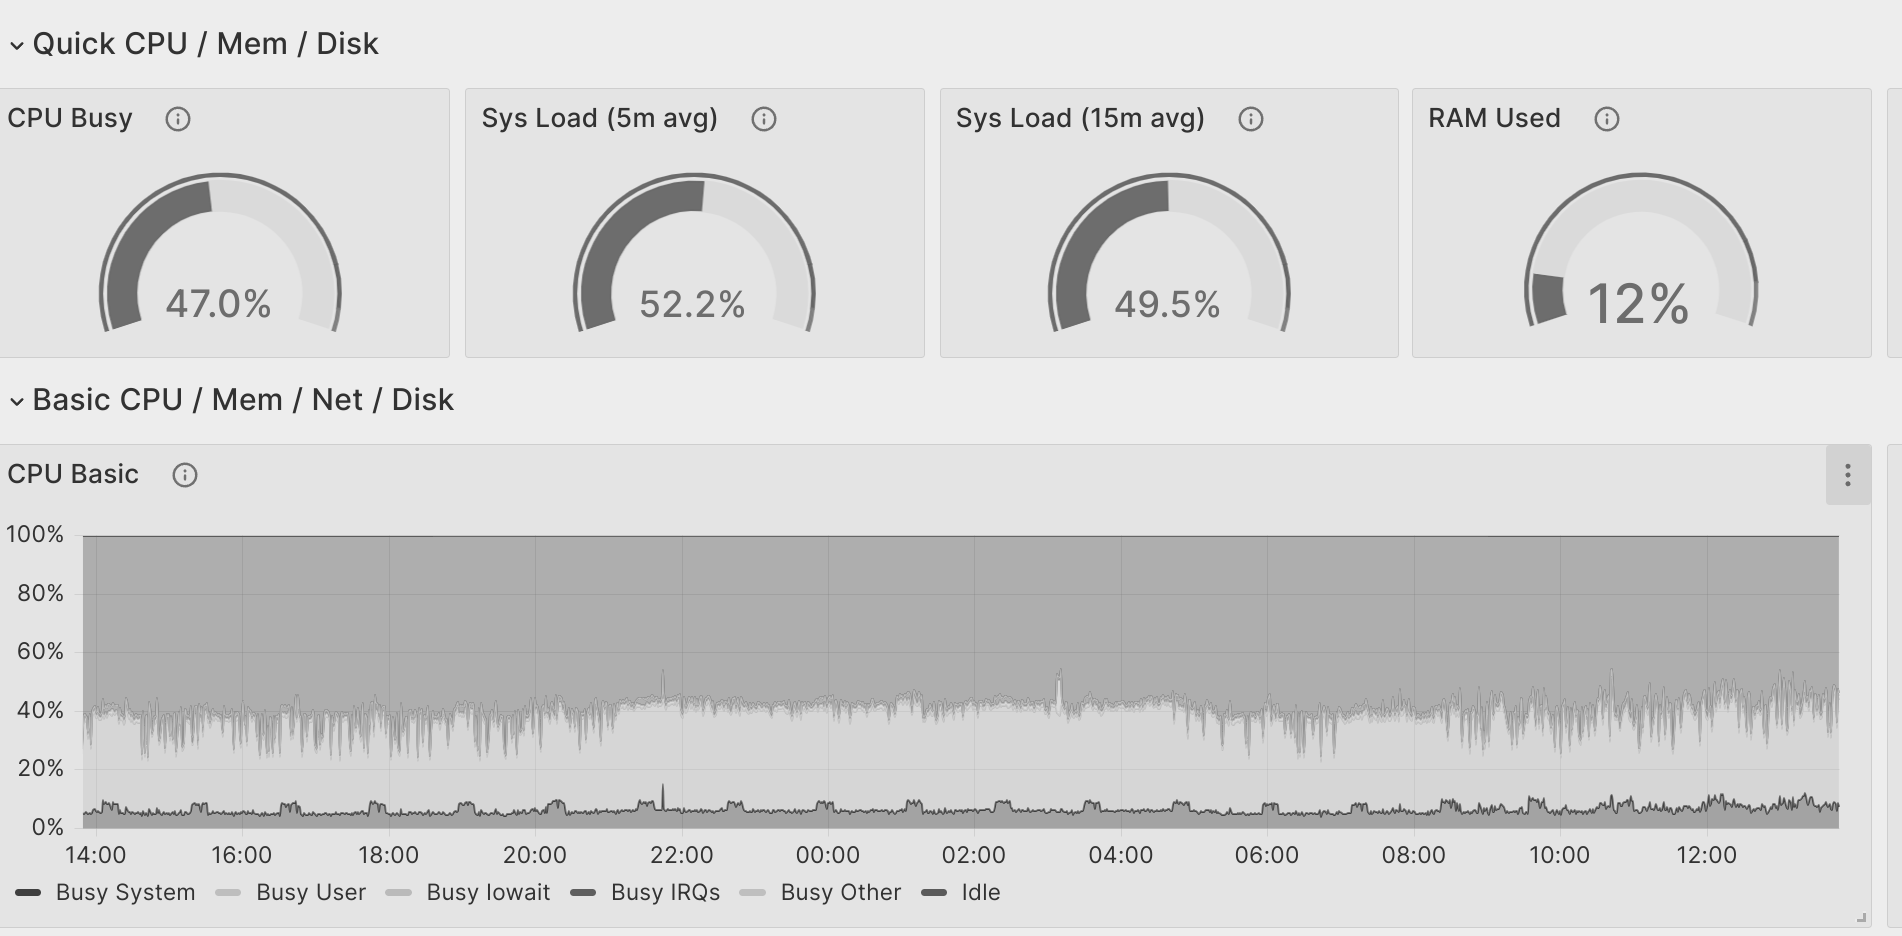 Quick CPU / Mem / Disk
CPU Busy
Sys Load (5m avg)
Sys Load (15m avg)
RAM Used
47.0%
52.2%
49.5%
12%
Basic CPU / Mem / Net / Disk
CPU Basic
100%
80%
60%
40%
20%
0%
14:00 16:00 18:00 20:00 22:00 00:00 02:00 04:00 06:00 08:00 10:00 12:00
Busy System Busy User Busy Iowait Busy IRQs Busy Other Idle